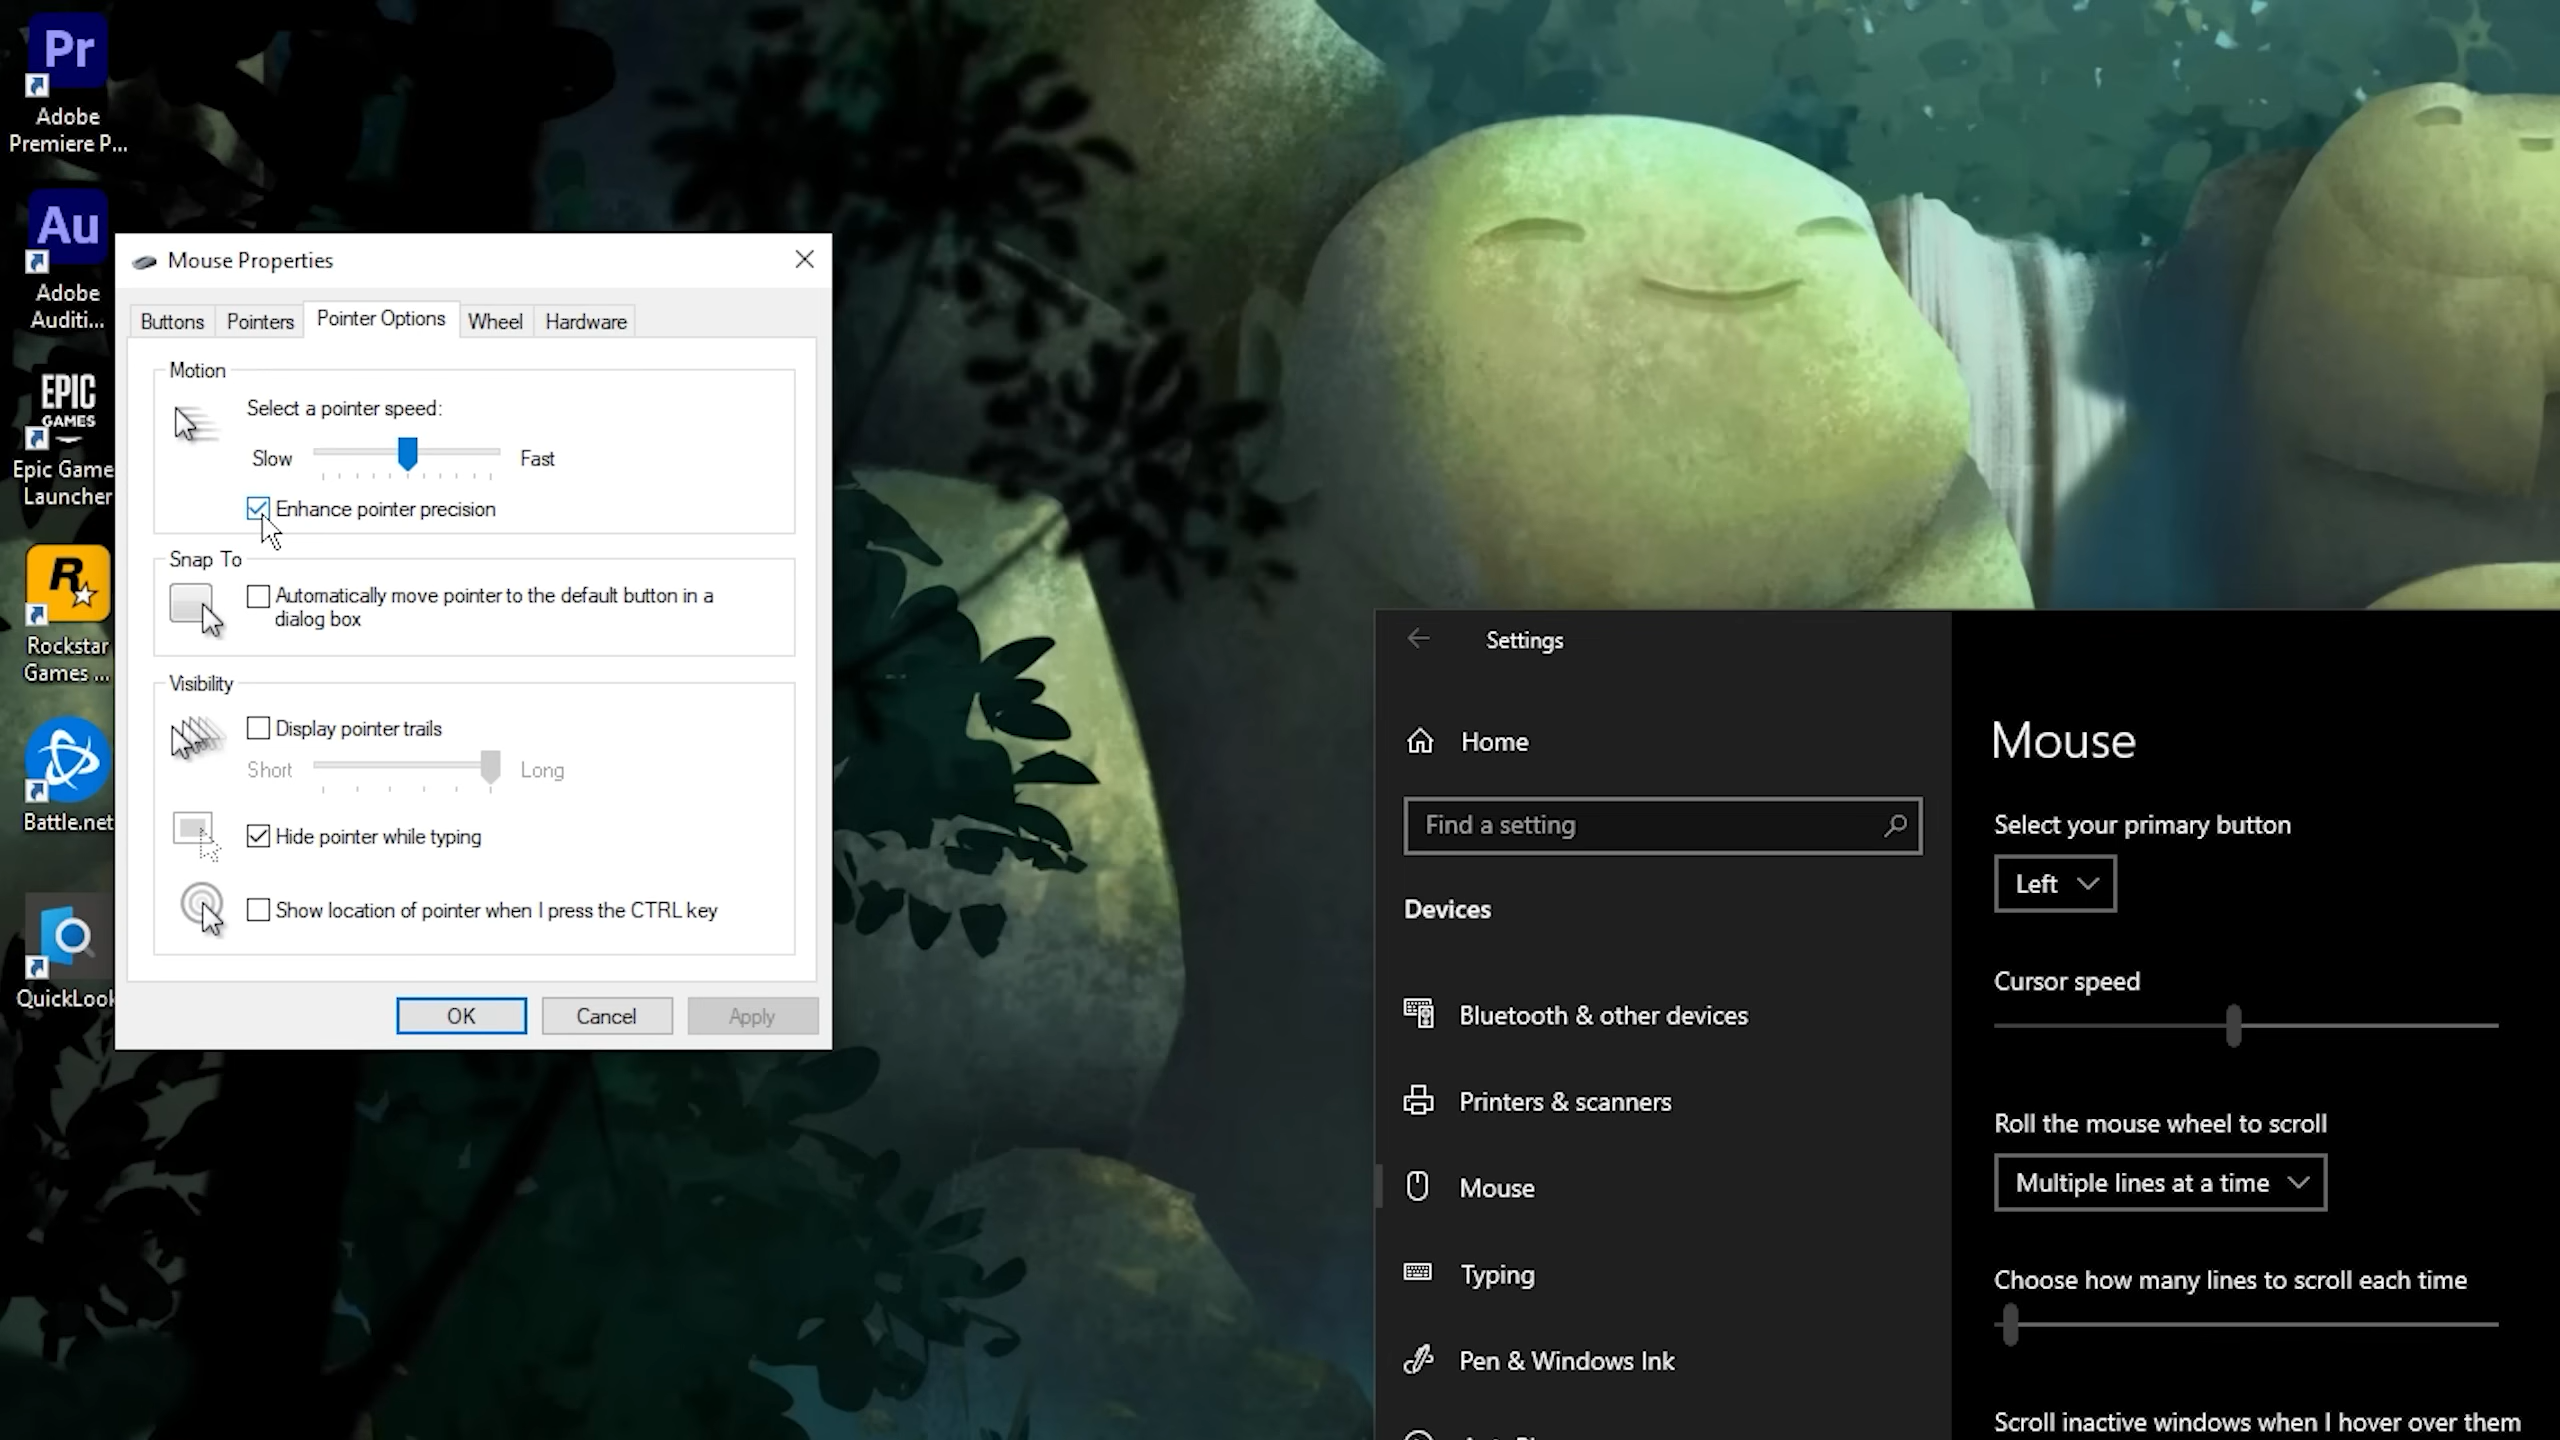 Pr
Adobe
Premiere P...
Au
Adobe
Auditi...
EPIC
GAMES
Epic Game
Launcher
R
Rockstar
Games ...
Battle.net
QuickLook
Mouse Properties
Buttons
Pointers
Pointer Options
Wheel
Hardware
Motion
Select a pointer speed:
Slow
Fast
Enhance pointer precision
Snap To
Automatically move pointer to the default button in a
dialog box
Visibility
Display pointer trails
Short
Long
Hide pointer while typing
Show location of pointer when I press the CTRL key
OK
Cancel
Apply
Settings
Home
Find a setting
Devices
Bluetooth & other devices
Printers & scanners
Mouse
Typing
Pen & Windows Ink
Mouse
Select your primary button
Left
Cursor speed
Roll the mouse wheel to scroll
Multiple lines at a time
Choose how many lines to scroll each time
Scroll inactive windows when I hover over them